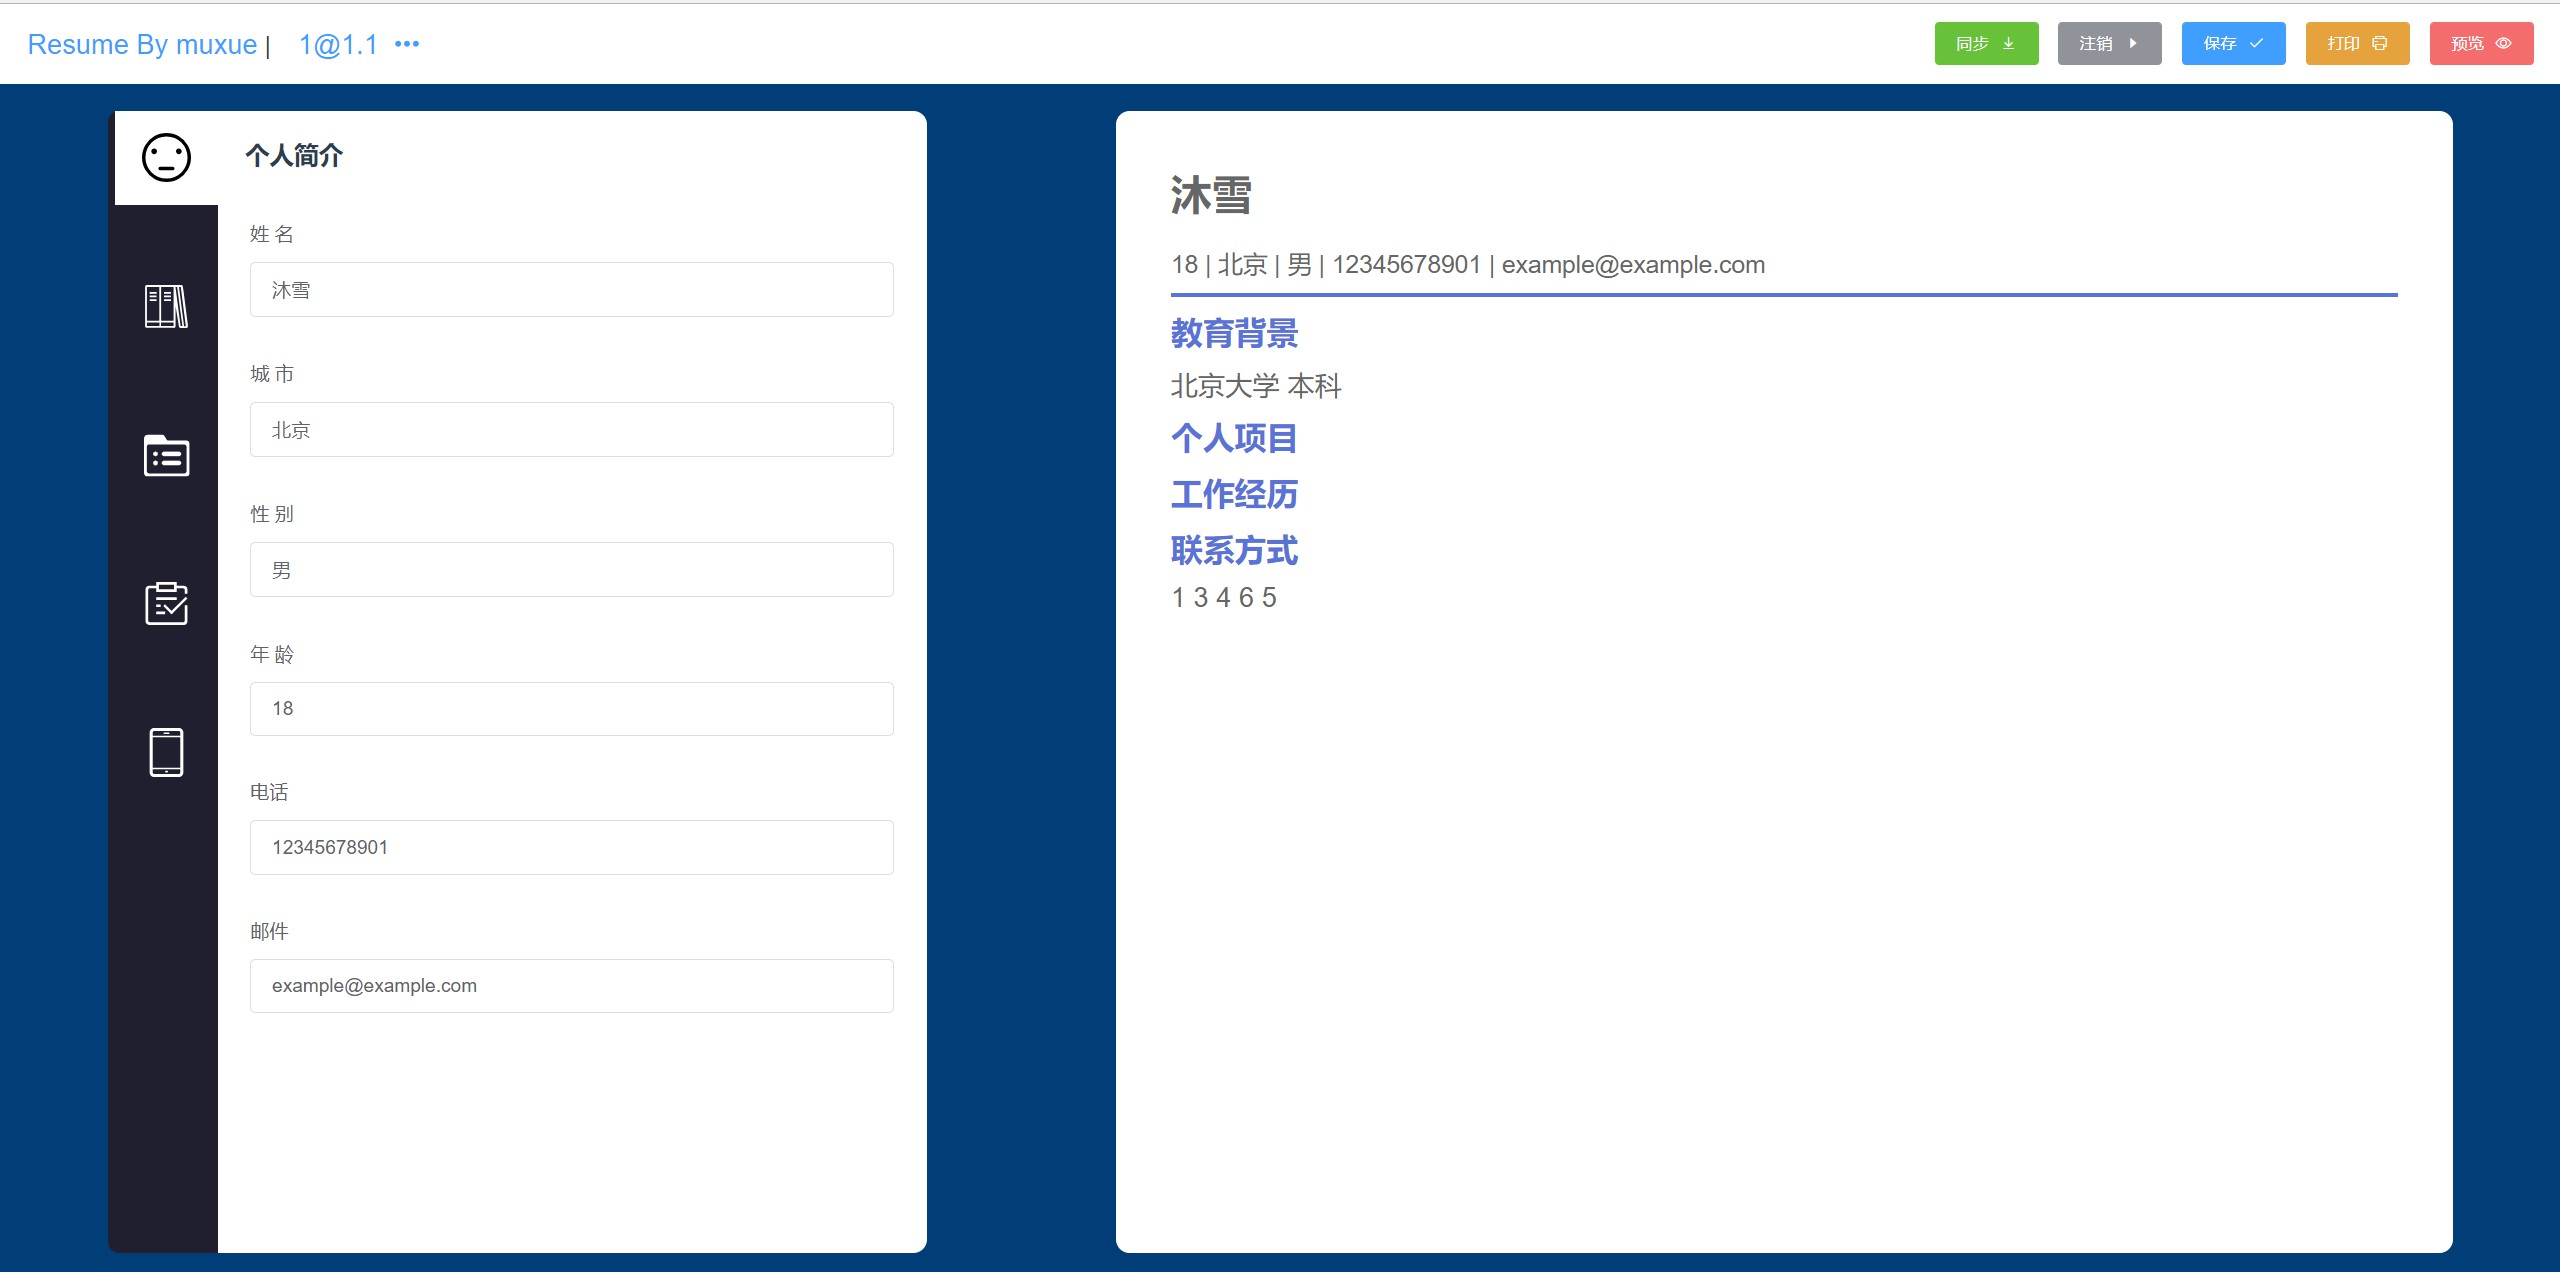 Resume By muxue | 1@1.1 •••
同步
注销
保存
打印
预览
个人简介
姓 名
沐雪
城 市
北京
性 别
男
年 龄
18
电话
12345678901
邮件
example@example.com
沐雪
18 | 北京 | 男 | 12345678901 | example@example.com
教育背景
北京大学 本科
个人项目
工作经历
联系方式
1 3 4 6 5